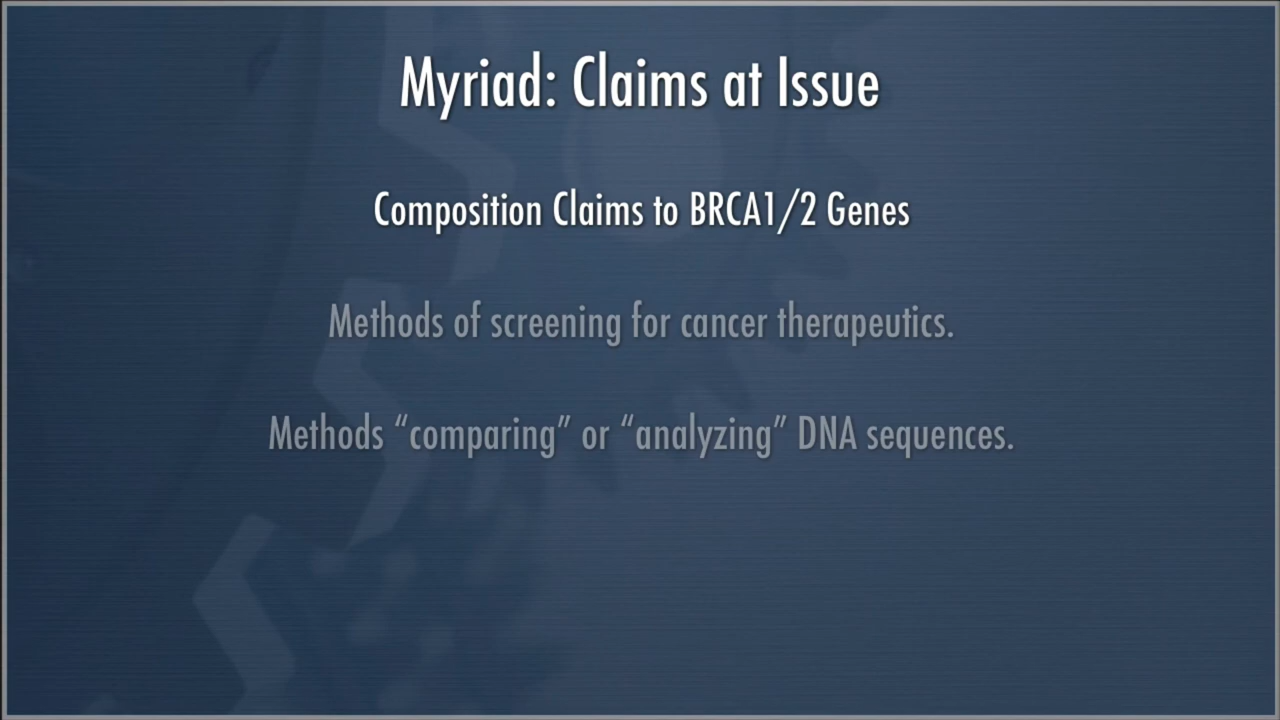 Myriad: Claims at Issue
Composition Claims to BRCA1/2 Genes
Methods of screening for cancer therapeutics.
Methods “comparing” or “analyzing” DNA sequences.